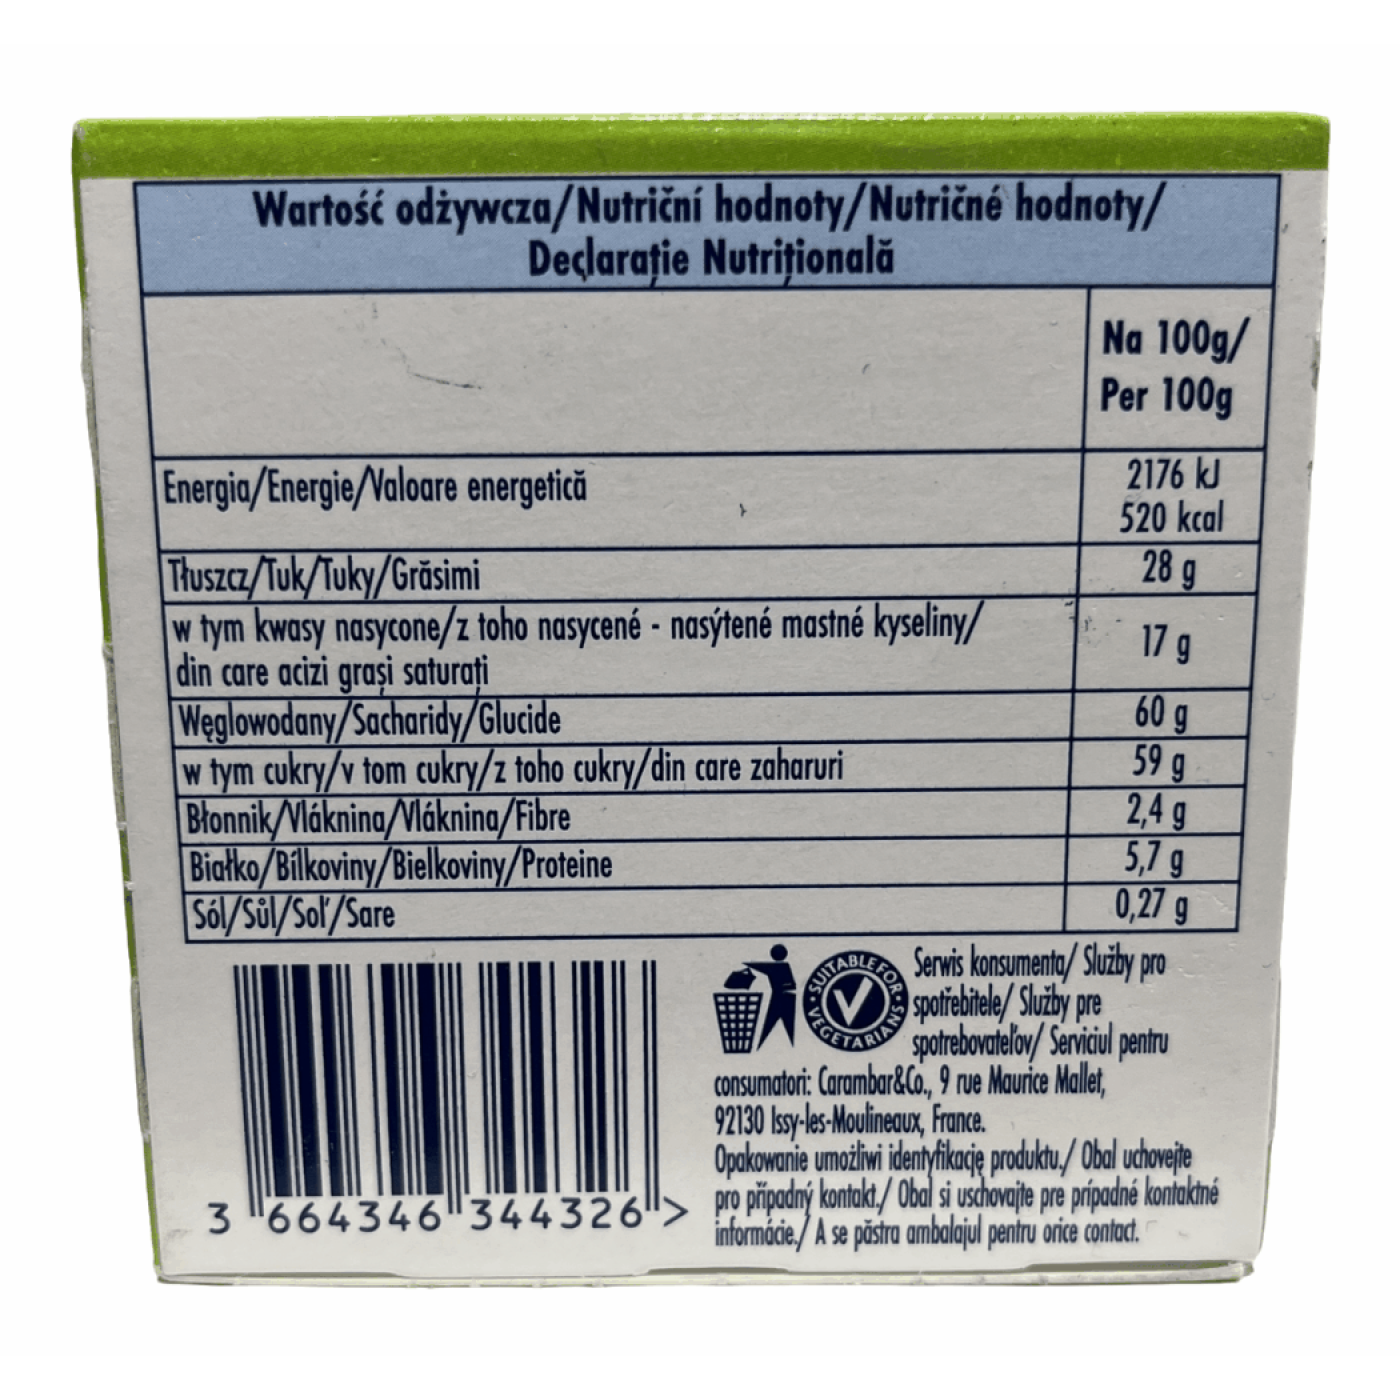 Wartość odżywcza/Nutriční hodnoty/Nutričné hodnoty/
Declarație Nutrițională
Na 100g/
Per 100g
Energia/Energie/Valoare energetică
2176 kJ
520 kcal
Tłuszcz/Tuk/Tuky/Grăsimi
28 g
w tym kwasy nasycone/z toho nasycené - nasýtené mastné kyseliny/
din care acizi grași saturați
17 g
Węglowodany/Sacharidy/Glucide
60 g
w tym cukry/v tom cukry/z toho cukry/din care zaharuri
59 g
Błonnik/Vláknina/Vláknina/Fibre
2,4 g
Białko/Bílkoviny/Bielkoviny/Proteine
5,7 g
Sól/Sůl/Soľ/Sare
0,27 g
3 664346 344326 >
SUITABLE FOR VEGETARIANS
Serwis konsumenta/ Služby pro
spotřebitele/ Služby pre
spotrebovateľov/ Serviciul pentru
consumatori: Carambar&Co., 9 rue Maurice Mallet,
92130 Issy-les-Moulineaux, France.
Opakowanie umożliwi identyfikację produktu./ Obal uchovejte
pro případný kontakt./ Obal si uschovajte pre prípadné kontaktné
informácie./ A se păstra ambalajul pentru orice contact.